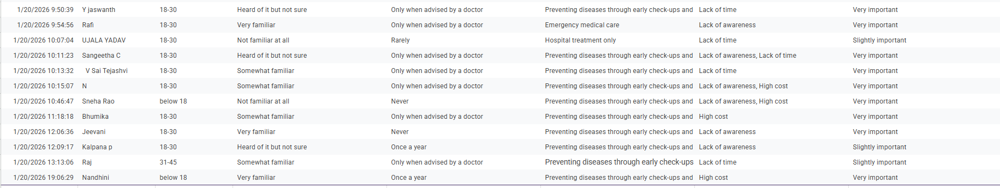 1/20/2026 9:50:39 Y jaswanth 18-30 Heard of it but not sure Only when advised by a doctor Preventing diseases through early check-ups and Lack of time Very important
1/20/2026 9:54:56 Rafi 18-30 Very familiar Only when advised by a doctor Emergency medical care Lack of awareness Very important
1/20/2026 10:07:04 UJALA YADAV 18-30 Not familiar at all Rarely Hospital treatment only Lack of time Slightly important
1/20/2026 10:11:23 Sangeetha C 18-30 Heard of it but not sure Only when advised by a doctor Preventing diseases through early check-ups and Lack of awareness, Lack of time Very important
1/20/2026 10:13:32 V Sai Tejashvi 18-30 Somewhat familiar Only when advised by a doctor Preventing diseases through early check-ups and Lack of time Very important
1/20/2026 10:15:07 N 18-30 Somewhat familiar Only when advised by a doctor Preventing diseases through early check-ups and Lack of awareness, High cost Very important
1/20/2026 10:46:47 Sneha Rao below 18 Not familiar at all Never Preventing diseases through early check-ups and Lack of awareness, High cost Very important
1/20/2026 11:18:18 Bhumika 18-30 Somewhat familiar Only when advised by a doctor Preventing diseases through early check-ups and High cost Very important
1/20/2026 12:06:36 Jeevani 18-30 Very familiar Never Preventing diseases through early check-ups and Lack of awareness Very important
1/20/2026 12:09:17 Kalpana p 18-30 Heard of it but not sure Once a year Preventing diseases through early check-ups and Lack of awareness Slightly important
1/20/2026 13:13:06 Raj 31-45 Somewhat familiar Only when advised by a doctor Preventing diseases through early check-ups Lack of time Slightly important
1/20/2026 19:06:29 Nandhini below 18 Very familiar Once a year Preventing diseases through early check-ups and High cost Very important